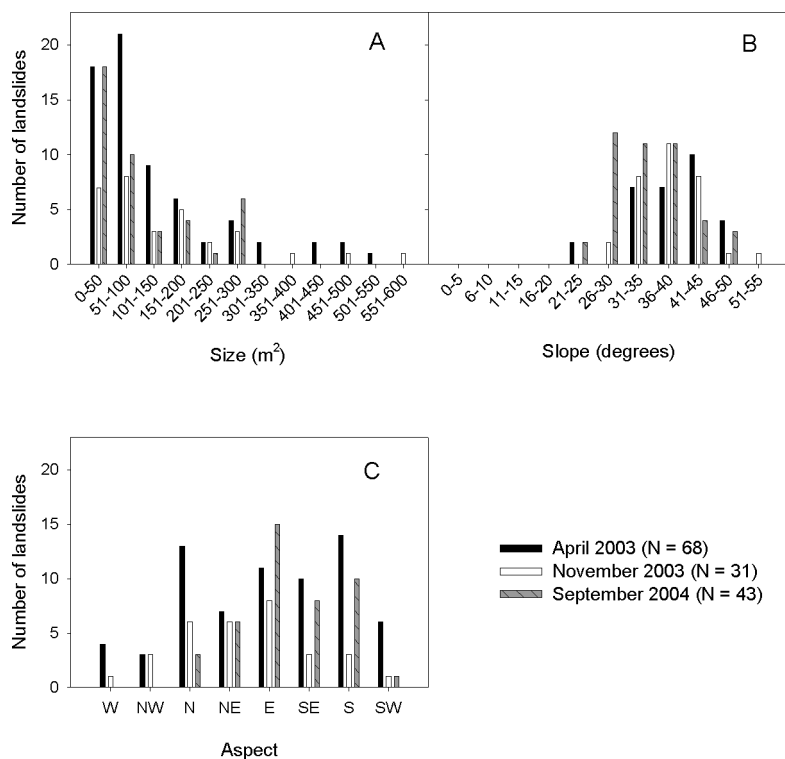 A
B
Number of landslides
20
15
10
5
0
0-50
51-100
101-150
151-200
201-250
251-300
301-350
351-400
401-450
451-500
501-550
551-600
0-5
6-10
11-15
16-20
21-25
26-30
31-35
36-40
41-45
46-50
51-55
Size (m²)
Slope (degrees)
C
Number of landslides
20
15
10
5
0
W NW N NE E SE S SW
Aspect
April 2003 (N = 68)
November 2003 (N = 31)
September 2004 (N = 43)